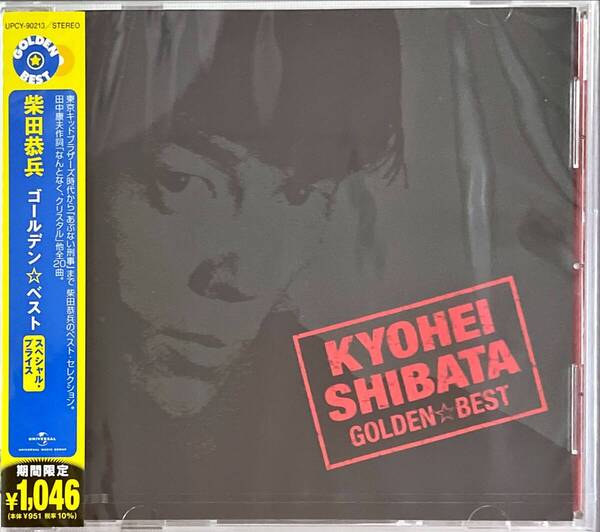 UPCY-90213/STEREO
GOLDEN☆BEST
柴田恭兵 ゴールデン☆ベスト
東京キッドブラザーズ時代から「あぶない刑事」まで 柴田恭兵のベスト・セレクション。
田中康夫作詞「なんとなく、クリスタル」他全20曲。
スペシャル・
プライス
UNIVERSAL
UNIVERSAL MUSIC GROUP
期間限定
¥1,046
(本体¥951 税率10%)
KYOHEI
SHIBATA
GOLDEN☆BEST